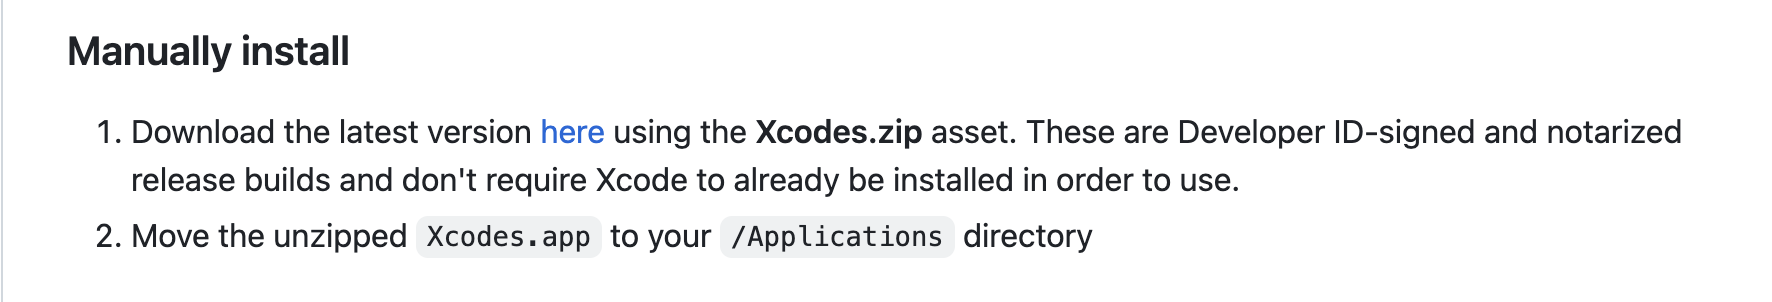 Manually install
1. Download the latest version here using the Xcodes.zip asset. These are Developer ID-signed and notarized
release builds and don't require Xcode to already be installed in order to use.
2. Move the unzipped Xcodes.app to your /Applications directory